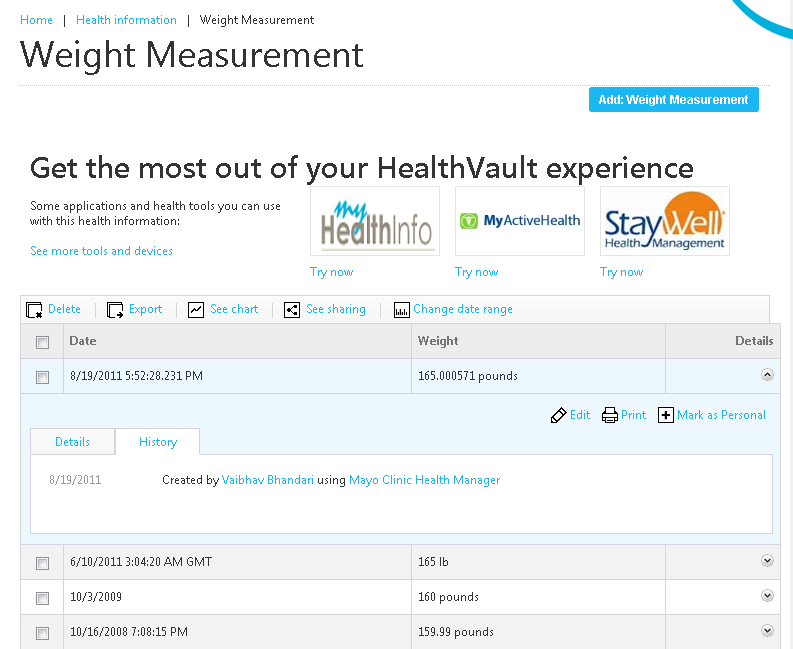 Home | Health information | Weight Measurement
Weight Measurement
Add: Weight Measurement
Get the most out of your HealthVault experience
Some applications and health tools you can use
with this health information:
See more tools and devices
my
HealthInfo
Try now
MyActiveHealth
Try now
StayWell®
Health Management
Try now
Delete | Export | See chart | See sharing | Change date range
Date Weight Details
8/19/2011 5:52:28.231 PM 165.000571 pounds
Edit Print Mark as Personal
Details History
8/19/2011 Created by Vaibhav Bhandari using Mayo Clinic Health Manager
6/10/2011 3:04:20 AM GMT 165 lb
10/3/2009 160 pounds
10/16/2008 7:08:15 PM 159.99 pounds